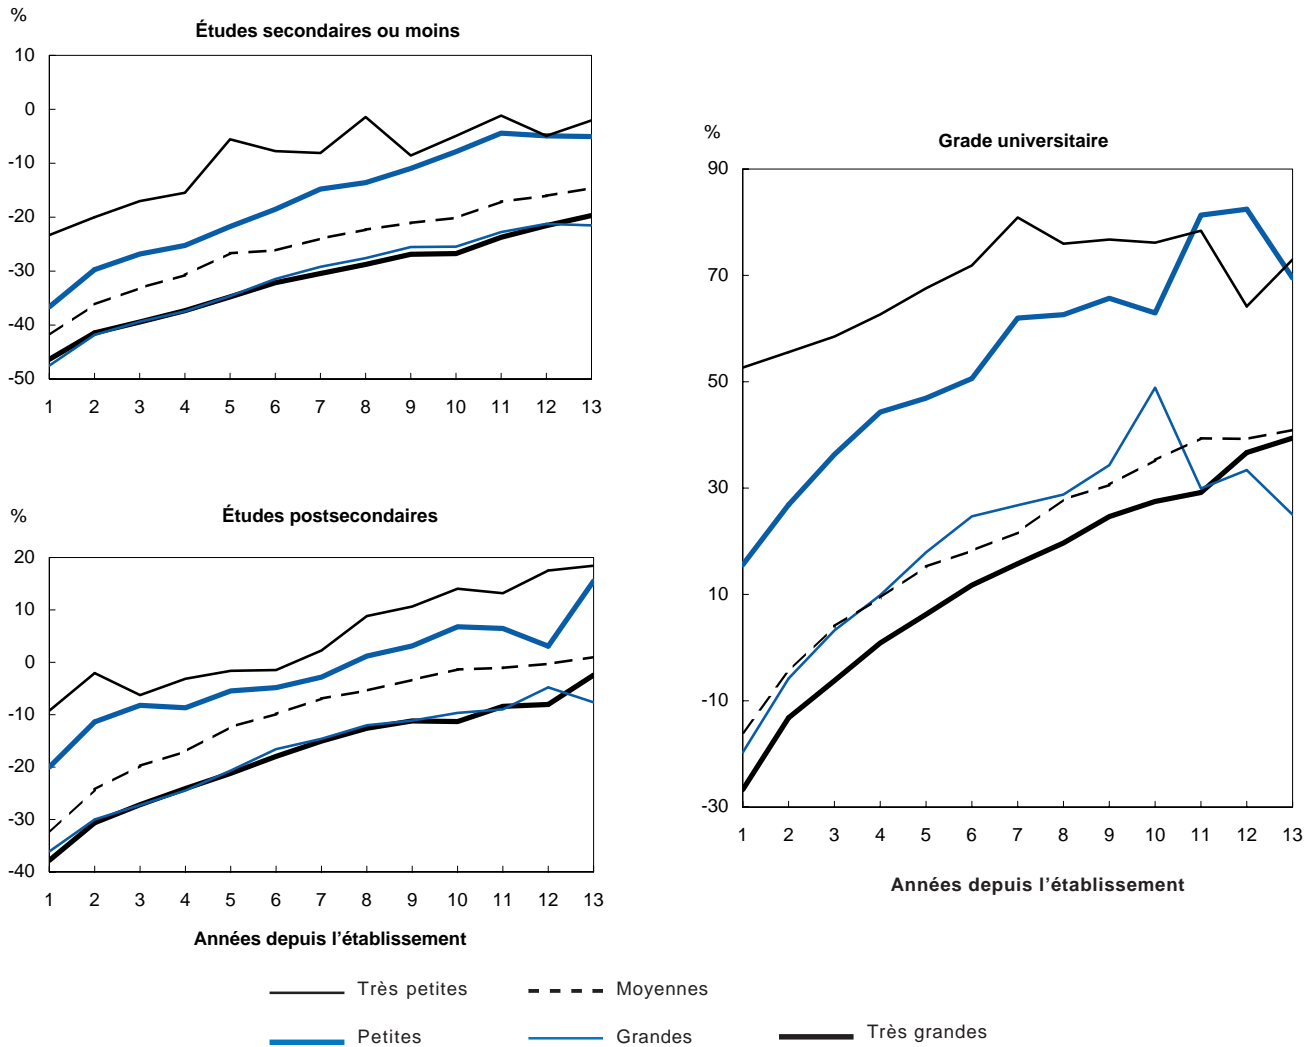 %
Études secondaires ou moins
10
0
-10
-20
-30
-40
-50
1 2 3 4 5 6 7 8 9 10 11 12 13
%
Études postsecondaires
20
10
0
-10
-20
-30
-40
1 2 3 4 5 6 7 8 9 10 11 12 13
Années depuis l'établissement
%
Grade universitaire
90
70
50
30
10
-10
-30
1 2 3 4 5 6 7 8 9 10 11 12 13
Années depuis l'établissement
Très petites
Moyennes
Petites
Grandes
Très grandes